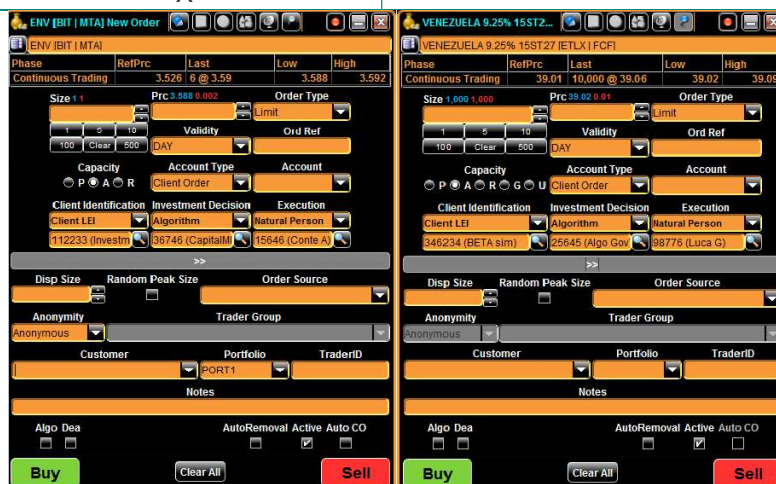 ENV [BIT | MTA] New Order
ENV [BIT | MTA]
Phase RefPrc Last Low High
Continuous Trading 3.526 6 @ 3.59 3.588 3.592
Size 1 1 Prc 3.588 0.002 Order Type
Limit
1 5 10 Validity Ord Ref
100 Clear 500 DAY
Capacity Account Type Account
P A R Client Order
Client Identification Investment Decision Execution
Client LEI Algorithm Natural Person
112233 (Investm 36746 (CapitalM 15646 (Conte A)
>>
Disp Size Random Peak Size Order Source
Anonymity Trader Group
Anonymous
Customer Portfolio TraderID
PORT1
Notes
Algo Dea AutoRemoval Active Auto CO
Buy Clear All Sell
VENEZUELA 9.25% 15ST2...
VENEZUELA 9.25% 15ST27 [ETLX | FCF]
Phase RefPrc Last Low High
Continuous Trading 39.01 10,000 @ 39.06 39.02 39.09
Size 1,000 1,000 Prc 39.02 0.01 Order Type
Limit
1 5 10 Validity Ord Ref
100 Clear 500 DAY
Capacity Account Type Account
P A R G U Client Order
Client Identification Investment Decision Execution
Client LEI Algorithm Natural Person
346234 (BETA sim) 25645 (Algo Gov 98776 (Luca G)
>>
Disp Size Random Peak Size Order Source
Anonymity Trader Group
Anonymous
Customer Portfolio TraderID
Notes
Algo Dea AutoRemoval Active Auto CO
Buy Clear All Sell